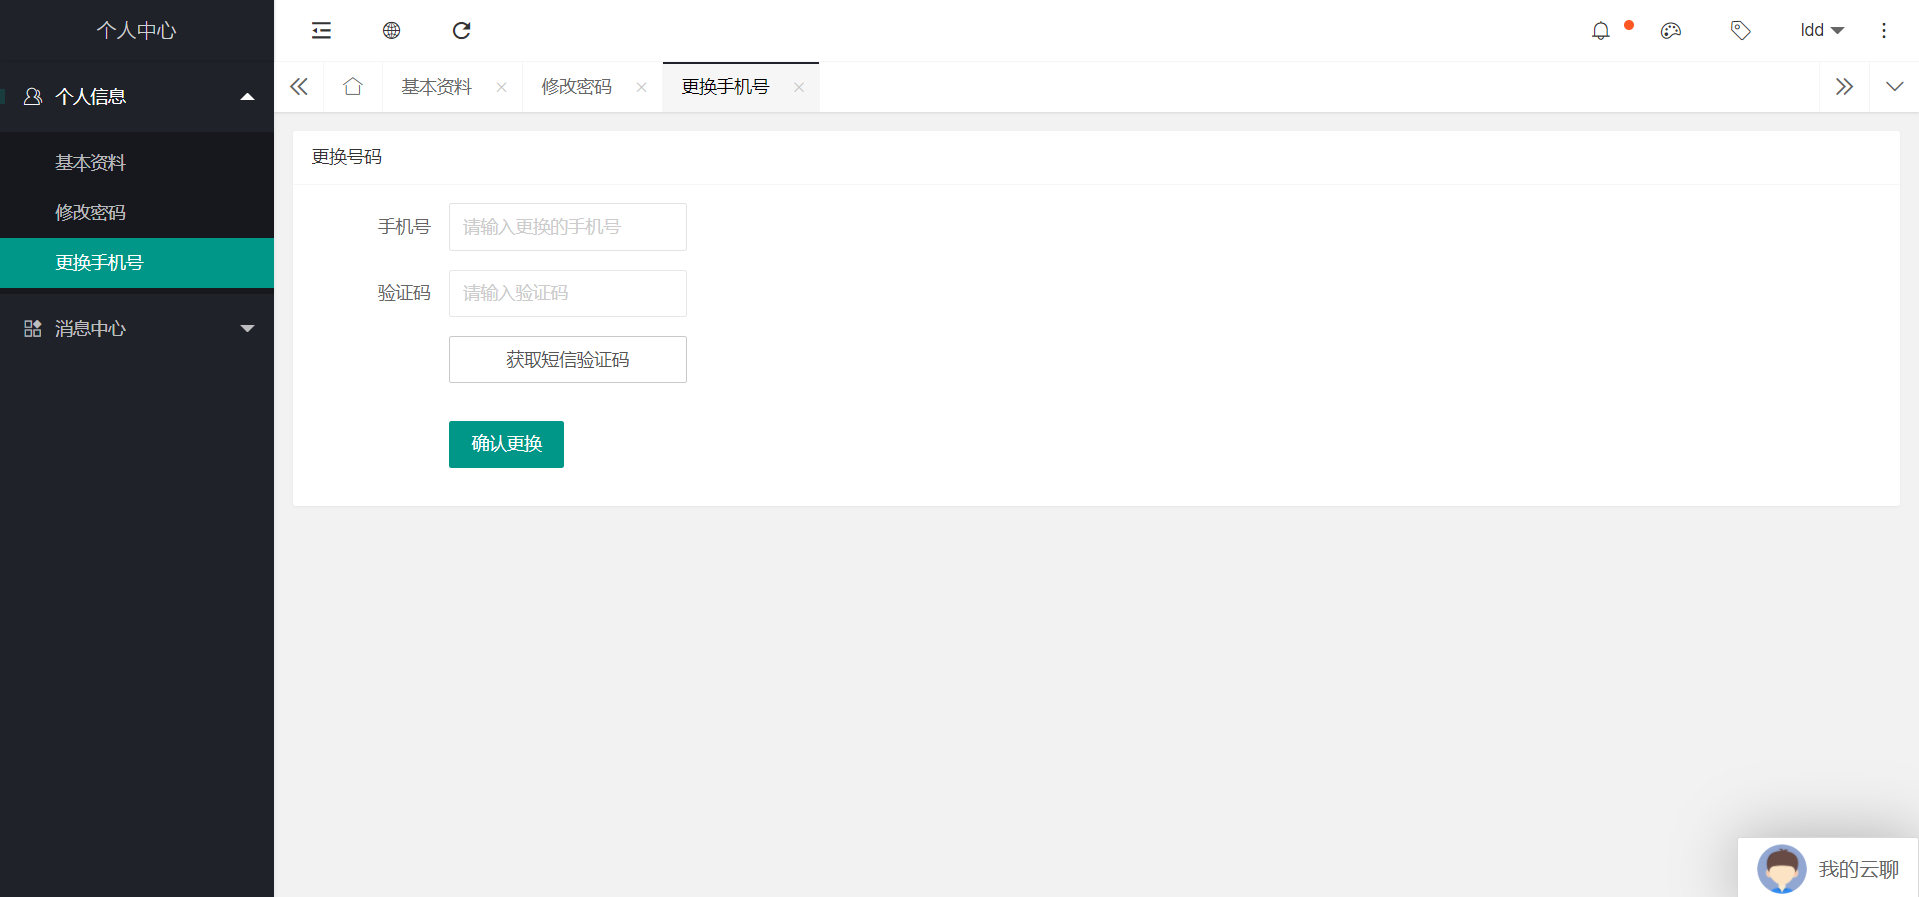 个人中心
ldd
个人信息
基本资料
修改密码
更换手机号
消息中心
基本资料
修改密码
更换手机号
更换号码
手机号
请输入更换的手机号
验证码
请输入验证码
获取短信验证码
确认更换
我的云聊